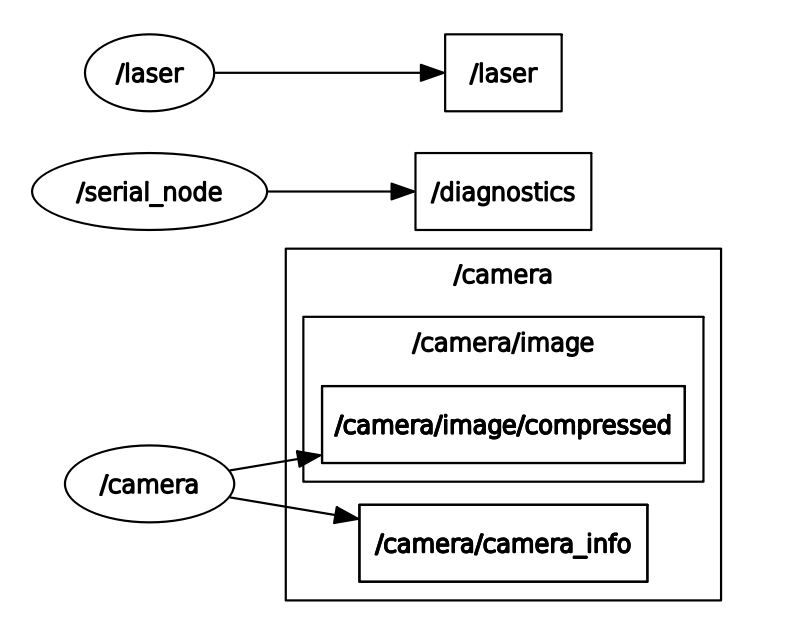 /laser
/laser
/serial_node
/diagnostics
/camera
/camera/image
/camera/image/compressed
/camera
/camera/camera_info